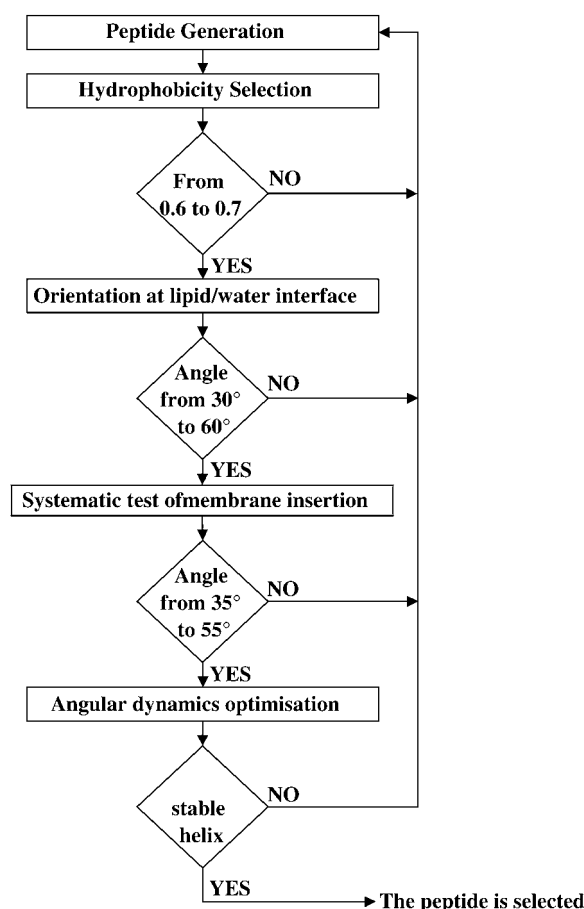 Peptide Generation
Hydrophobicity Selection
From
0.6 to 0.7
NO
YES
Orientation at lipid/water interface
Angle
from 30°
to 60°
NO
YES
Systematic test ofmembrane insertion
Angle
from 35°
to 55°
NO
YES
Angular dynamics optimisation
stable
helix
NO
YES
The peptide is selected